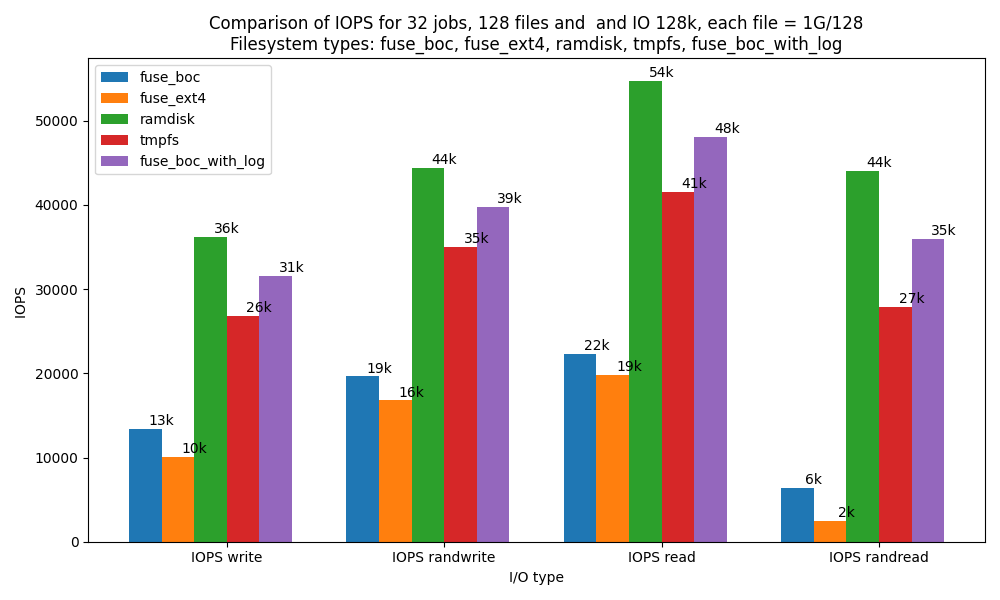 Comparison of IOPS for 32 jobs, 128 files and  and IO 128k, each file = 1G/128
Filesystem types: fuse_boc, fuse_ext4, ramdisk, tmpfs, fuse_boc_with_log
fuse_boc
fuse_ext4
ramdisk
tmpfs
fuse_boc_with_log
IOPS
50000
40000
30000
20000
10000
0
13k
10k
36k
26k
31k
19k
16k
44k
35k
39k
22k
19k
54k
41k
48k
6k
2k
44k
27k
35k
IOPS write
IOPS randwrite
IOPS read
IOPS randread
I/O type